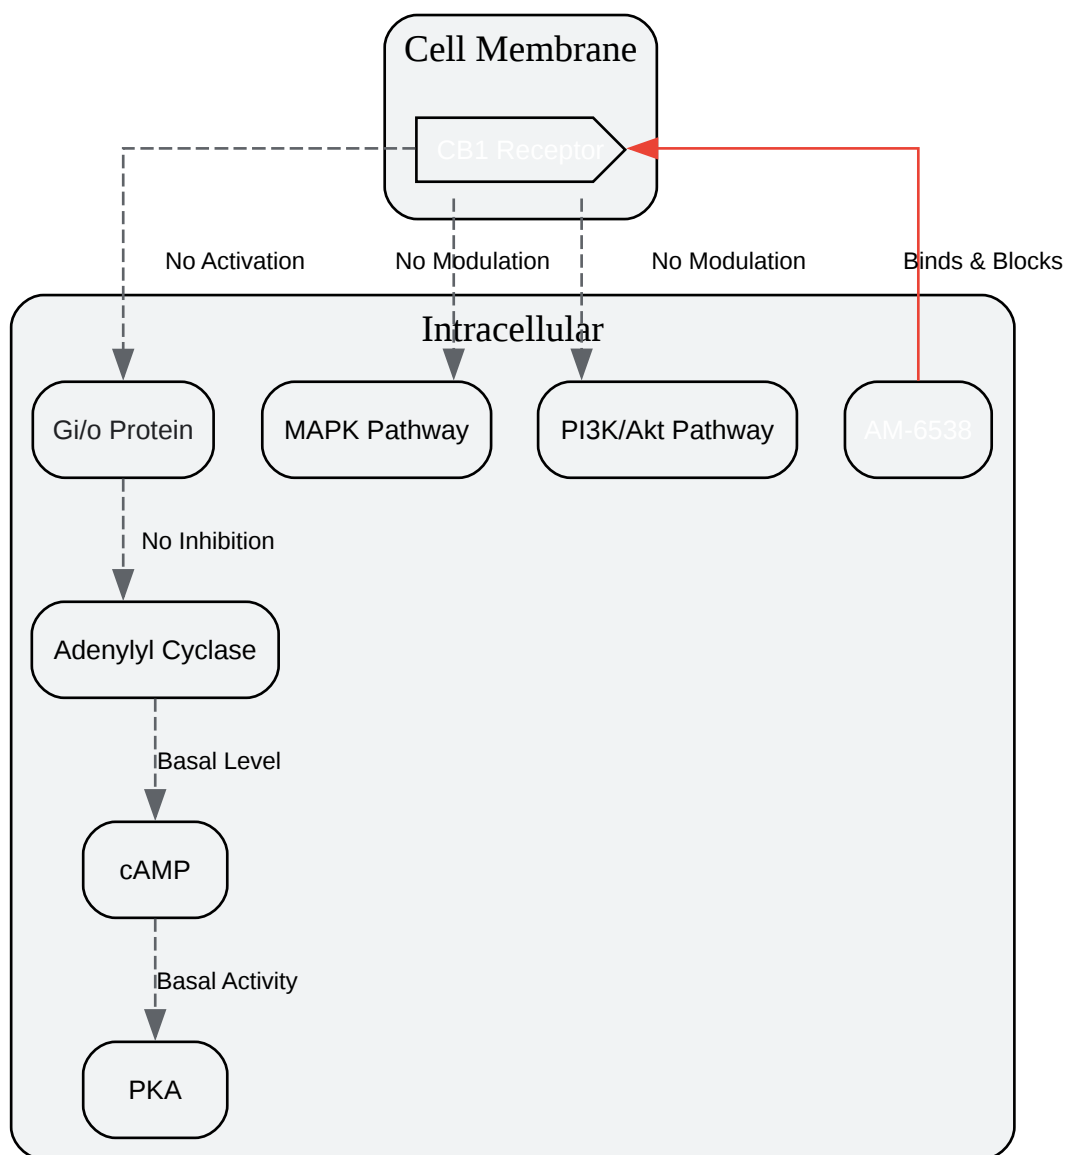 Cell Membrane
CB1 Receptor
No Activation
No Modulation
No Modulation
Binds & Blocks
Intracellular
Gi/o Protein
MAPK Pathway
PI3K/Akt Pathway
AM-6538
No Inhibition
Adenylyl Cyclase
Basal Level
cAMP
Basal Activity
PKA